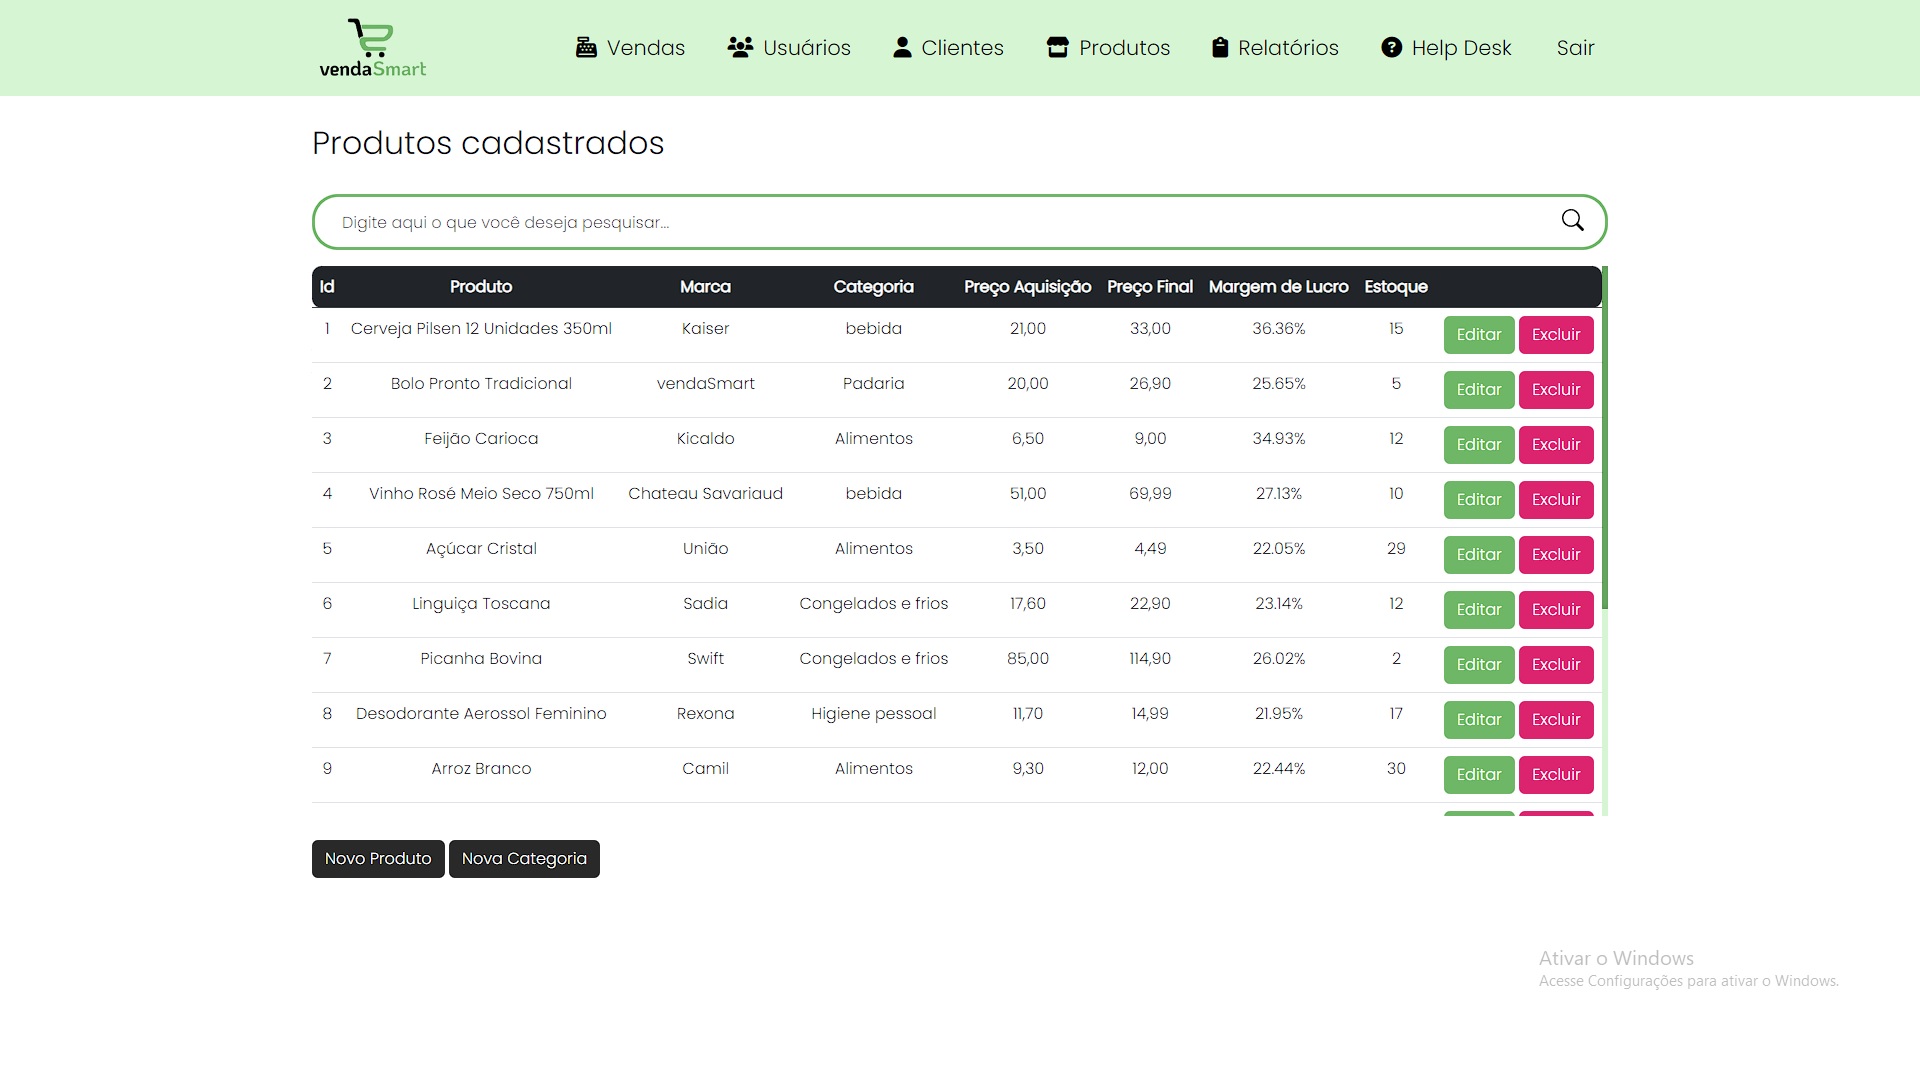 vendaSmart
Vendas Usuários Clientes Produtos Relatórios Help Desk Sair
Produtos cadastrados
Digite aqui o que você deseja pesquisar...
Id Produto Marca Categoria Preço Aquisição Preço Final Margem de Lucro Estoque
1 Cerveja Pilsen 12 Unidades 350ml Kaiser bebida 21,00 33,00 36.36% 15 Editar Excluir
2 Bolo Pronto Tradicional vendaSmart Padaria 20,00 26,90 25.65% 5 Editar Excluir
3 Feijão Carioca Kicaldo Alimentos 6,50 9,00 34.93% 12 Editar Excluir
4 Vinho Rosé Meio Seco 750ml Chateau Savariaud bebida 51,00 69,99 27.13% 10 Editar Excluir
5 Açúcar Cristal União Alimentos 3,50 4,49 22.05% 29 Editar Excluir
6 Linguiça Toscana Sadia Congelados e frios 17,60 22,90 23.14% 12 Editar Excluir
7 Picanha Bovina Swift Congelados e frios 85,00 114,90 26.02% 2 Editar Excluir
8 Desodorante Aerossol Feminino Rexona Higiene pessoal 11,70 14,99 21.95% 17 Editar Excluir
9 Arroz Branco Camil Alimentos 9,30 12,00 22.44% 30 Editar Excluir
Novo Produto Nova Categoria
Ativar o Windows
Acesse Configurações para ativar o Windows.